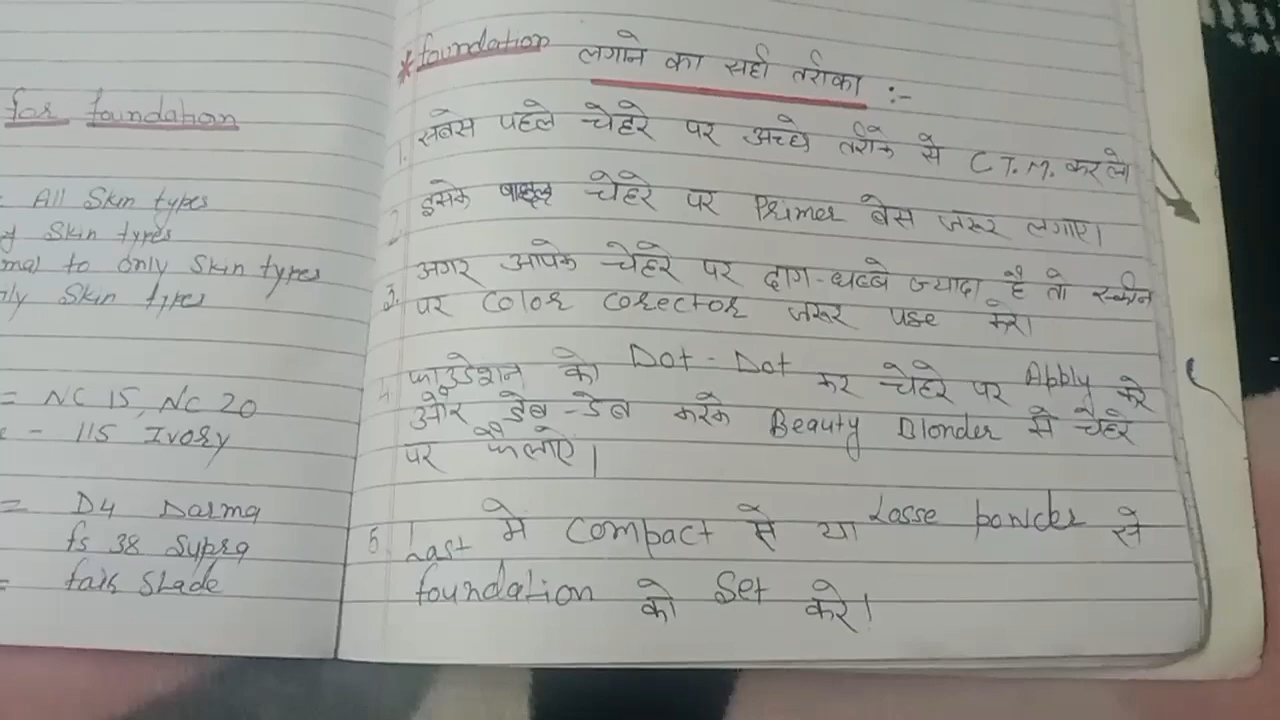 for foundation
All Skin types
Skin types
mal to only Skin types
ly Skin types
= NC 15, NC 20
- 115 Ivory
= D4 Darma
fs 38 Supra
= fair Shade
* foundation लगाने का सही तरीका :-
1. सबसे पहले चेहरे पर अच्छे तरीके से C.T.M. करले
2. इसके चेहरे पर Primer बेस जरूर लगाए।
3. अगर आपके चेहरे पर दाग-धब्बे ज्यादा है तो स्कीन
पर Color Corector जरूर use करे।
4. फाउंडेशन को Dot-Dot कर चेहरे पर Apply करे
और डेब-डेब करके Beauty Blonder से चेहरे
पर फैलाऐ।
5 Last मे Compact से या Losse powder से
foundation को Set करे।